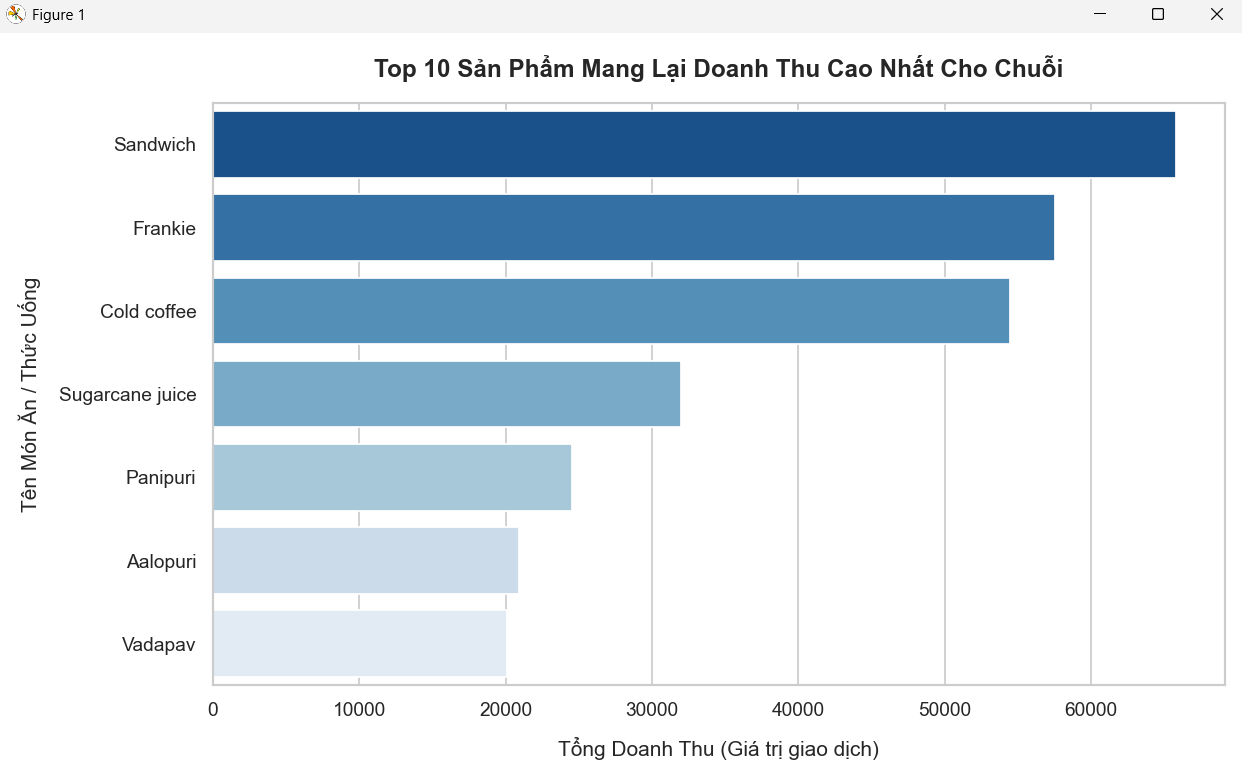 Figure 1
Top 10 Sản Phẩm Mang Lại Doanh Thu Cao Nhất Cho Chuỗi
Tên Món Ăn / Thức Uống
Sandwich
Frankie
Cold coffee
Sugarcane juice
Panipuri
Aalopuri
Vadapav
0 10000 20000 30000 40000 50000 60000
Tổng Doanh Thu (Giá trị giao dịch)